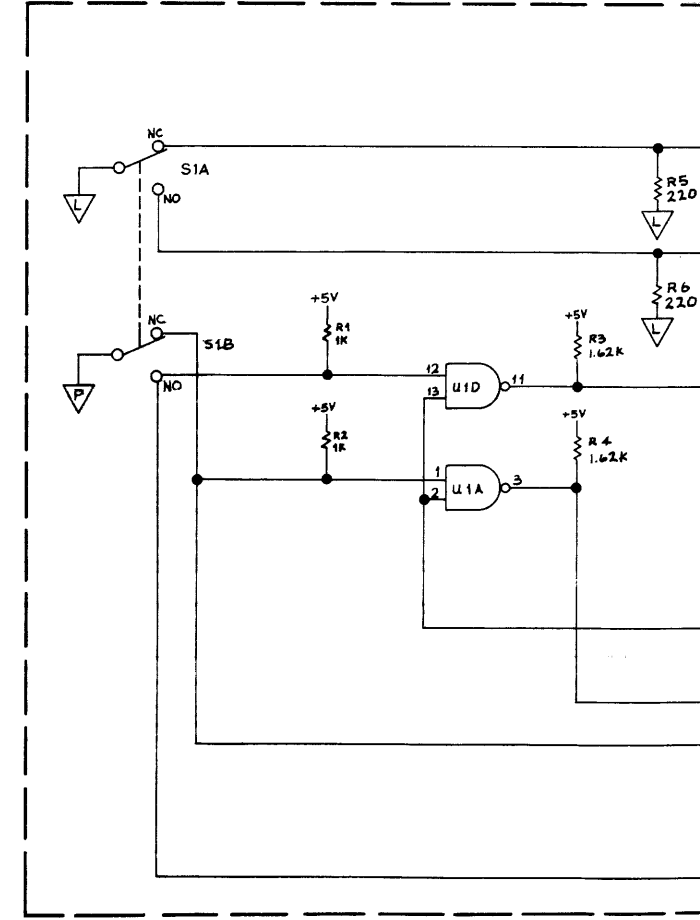 NC
S1A
L
NO
R5
220
L
R6
220
L
+5V
R1
1K
NC
S1B
NO
P
12
13
U1D
11
+5V
R3
1.62K
+5V
R2
1K
+5V
R4
1.62K
1
2
U1A
3